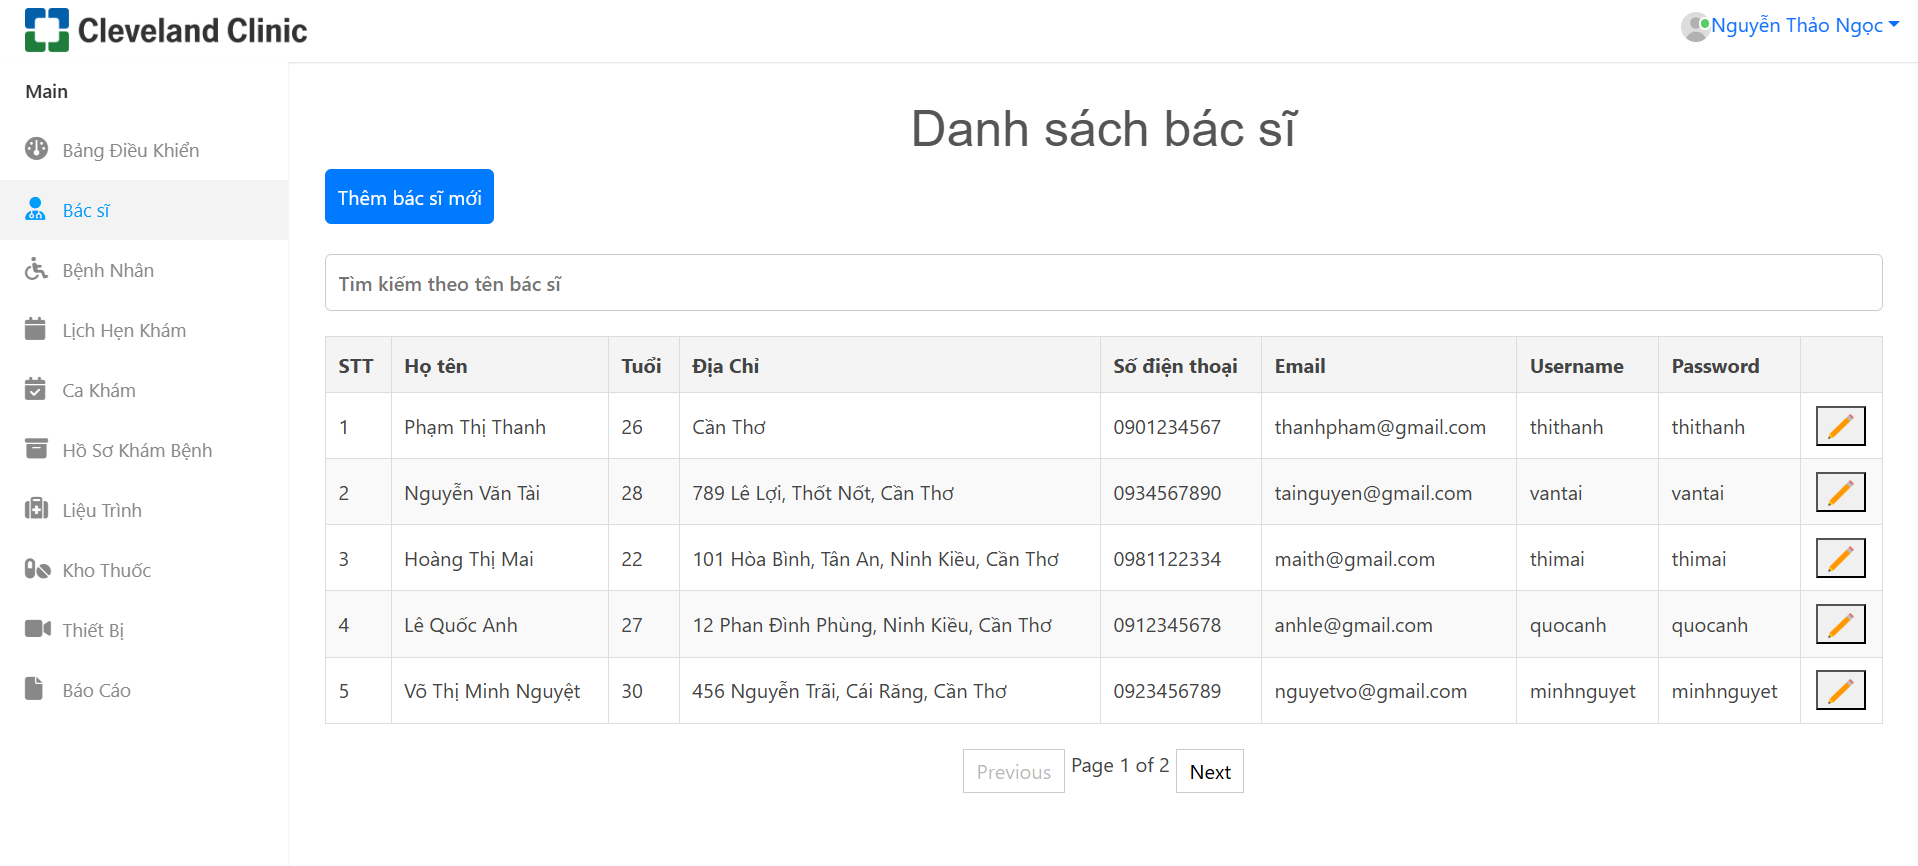 Cleveland Clinic
Nguyễn Thảo Ngọc
Main
Bảng Điều Khiển
Bác sĩ
Bệnh Nhân
Lịch Hẹn Khám
Ca Khám
Hồ Sơ Khám Bệnh
Liệu Trình
Kho Thuốc
Thiết Bị
Báo Cáo
Danh sách bác sĩ
Thêm bác sĩ mới
Tìm kiếm theo tên bác sĩ
STT Họ tên Tuổi Địa Chỉ Số điện thoại Email Username Password
1 Phạm Thị Thanh 26 Cần Thơ 0901234567 thanhpham@gmail.com thithanh thithanh
2 Nguyễn Văn Tài 28 789 Lê Lợi, Thốt Nốt, Cần Thơ 0934567890 tainguyen@gmail.com vantai vantai
3 Hoàng Thị Mai 22 101 Hòa Bình, Tân An, Ninh Kiều, Cần Thơ 0981122334 maith@gmail.com thimai thimai
4 Lê Quốc Anh 27 12 Phan Đình Phùng, Ninh Kiều, Cần Thơ 0912345678 anhle@gmail.com quocanh quocanh
5 Võ Thị Minh Nguyệt 30 456 Nguyễn Trãi, Cái Răng, Cần Thơ 0923456789 nguyetvo@gmail.com minhnguyet minhnguyet
Previous Page 1 of 2 Next